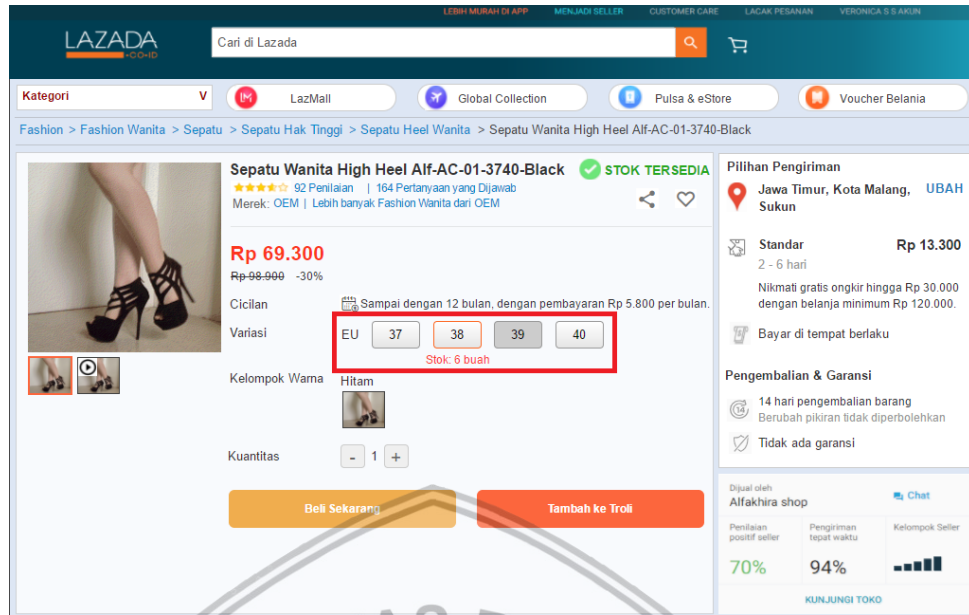 LEBIH MURAH DI APP MENJADI SELLER CUSTOMER CARE LACAK PESANAN VERONICA S S AKUN
LAZADA
.CO.ID
Cari di Lazada
Kategori V
LazMall
Global Collection
Pulsa & eStore
Voucher Belania
Fashion > Fashion Wanita > Sepatu > Sepatu Hak Tinggi > Sepatu Heel Wanita > Sepatu Wanita High Heel Alf-AC-01-3740-Black
Sepatu Wanita High Heel Alf-AC-01-3740-Black
STOK TERSEDIA
92 Penilaian | 164 Pertanyaan yang Dijawab
Merek: OEM | Lebih banyak Fashion Wanita dari OEM
Rp 69.300
Rp 98.900 -30%
Cicilan
Sampai dengan 12 bulan, dengan pembayaran Rp 5.800 per bulan.
Variasi
EU 37 38 39 40
Stok: 6 buah
Kelompok Warna
Hitam
Kuantitas
- 1 +
Beli Sekarang
Tambah ke Troli
Pilihan Pengiriman
Jawa Timur, Kota Malang, UBAH
Sukun
Standar Rp 13.300
2 - 6 hari
Nikmati gratis ongkir hingga Rp 30.000
dengan belanja minimum Rp 120.000.
Bayar di tempat berlaku
Pengembalian & Garansi
14
14 hari pengembalian barang
Berubah pikiran tidak diperbolehkan
Tidak ada garansi
Dijual oleh
Alfakhira shop
Chat
Penilaian
positif seller
Pengiriman
tepat waktu
Kelompok Seller
70%
94%
KUNJUNGI TOKO